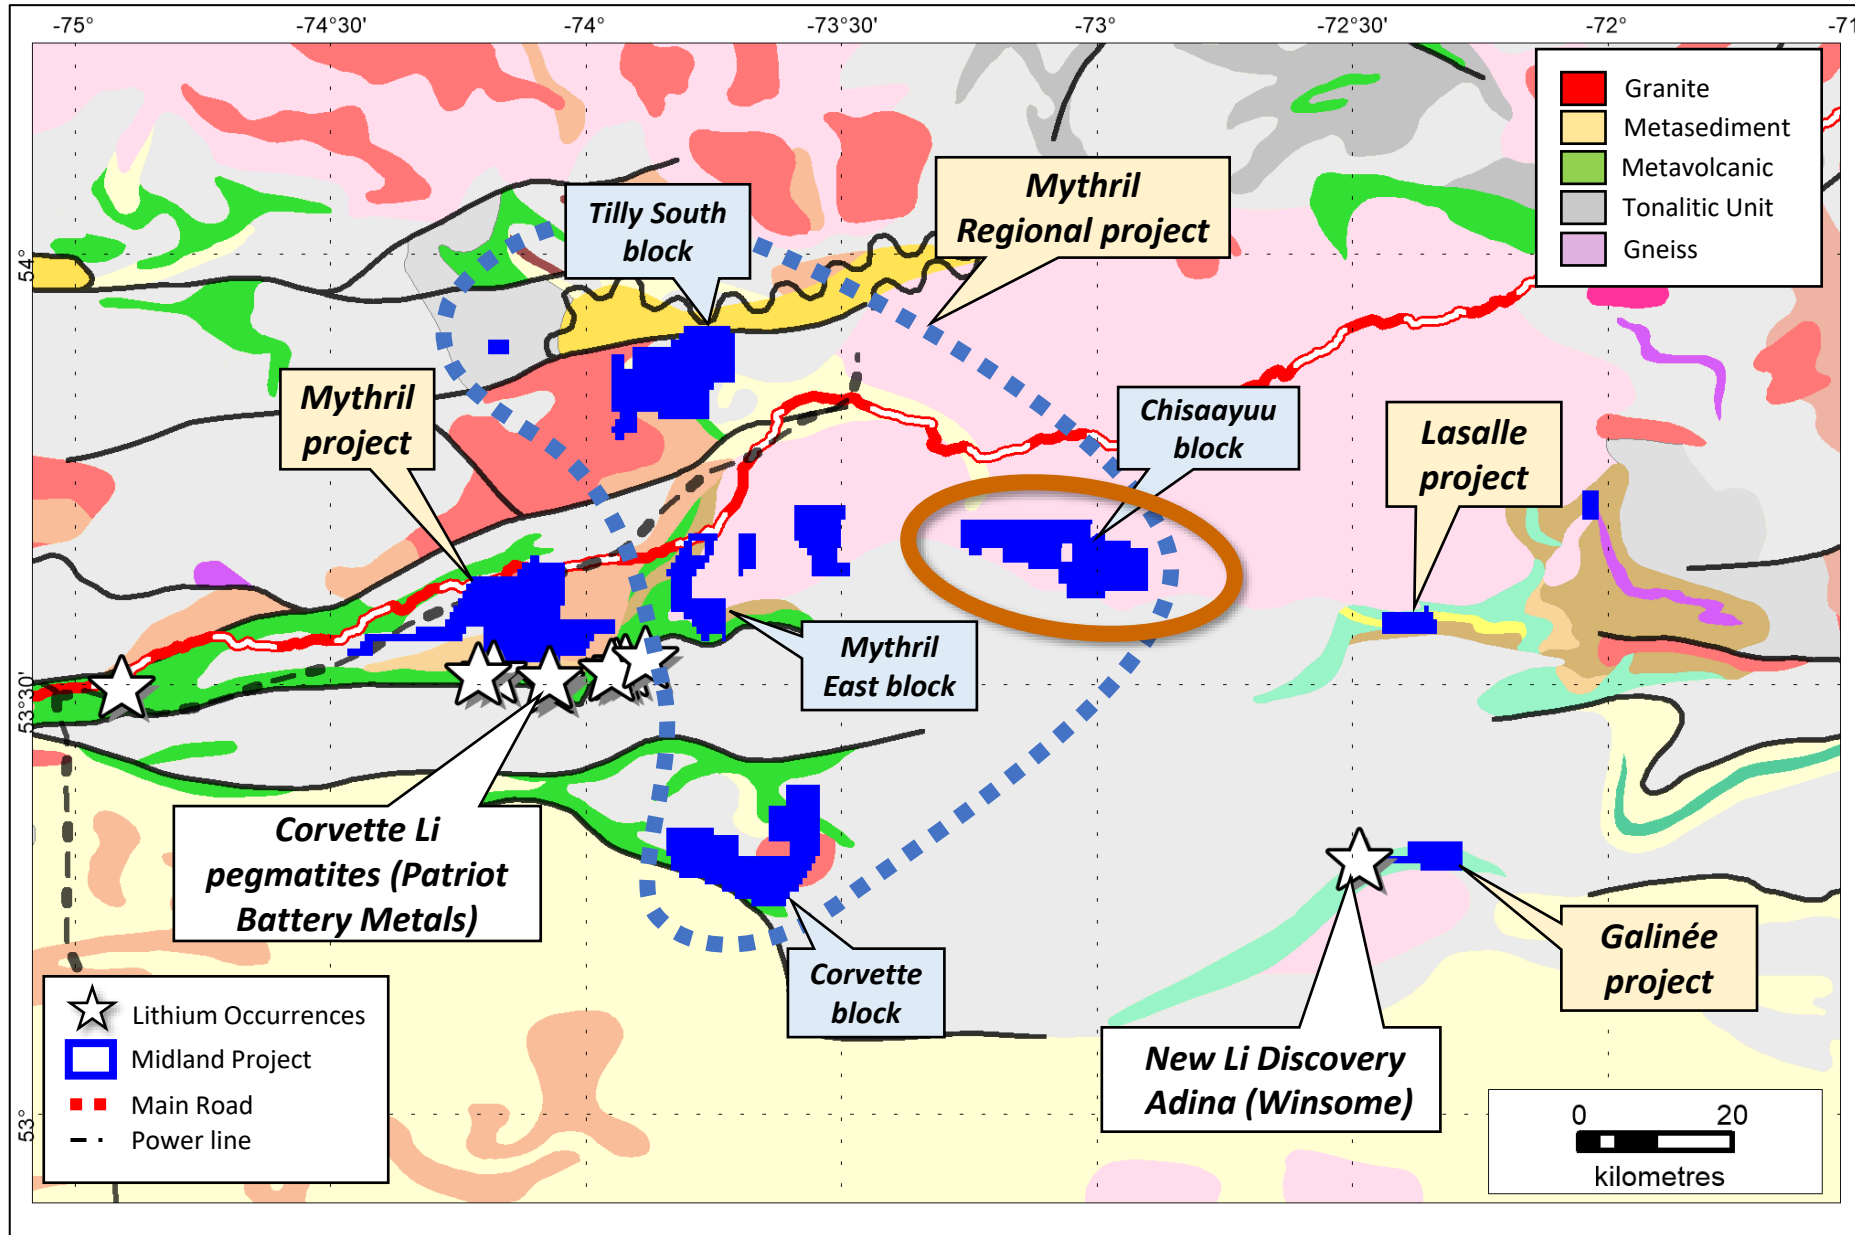 -75°
-74°30'
-74°
-73°30'
-73°
-72°30'
-72°
-71
54°
53°30'
53°
Granite
Metasediment
Metavolcanic
Tonalitic Unit
Gneiss
Mythril
Regional project
Tilly South
block
Mythril
project
Chisaayuu
block
Lasalle
project
Mythril
East block
Corvette Li
pegmatites (Patriot
Battery Metals)
Corvette
block
Galinée
project
New Li Discovery
Adina (Winsome)
Lithium Occurrences
Midland Project
Main Road
Power line
0 20
kilometres